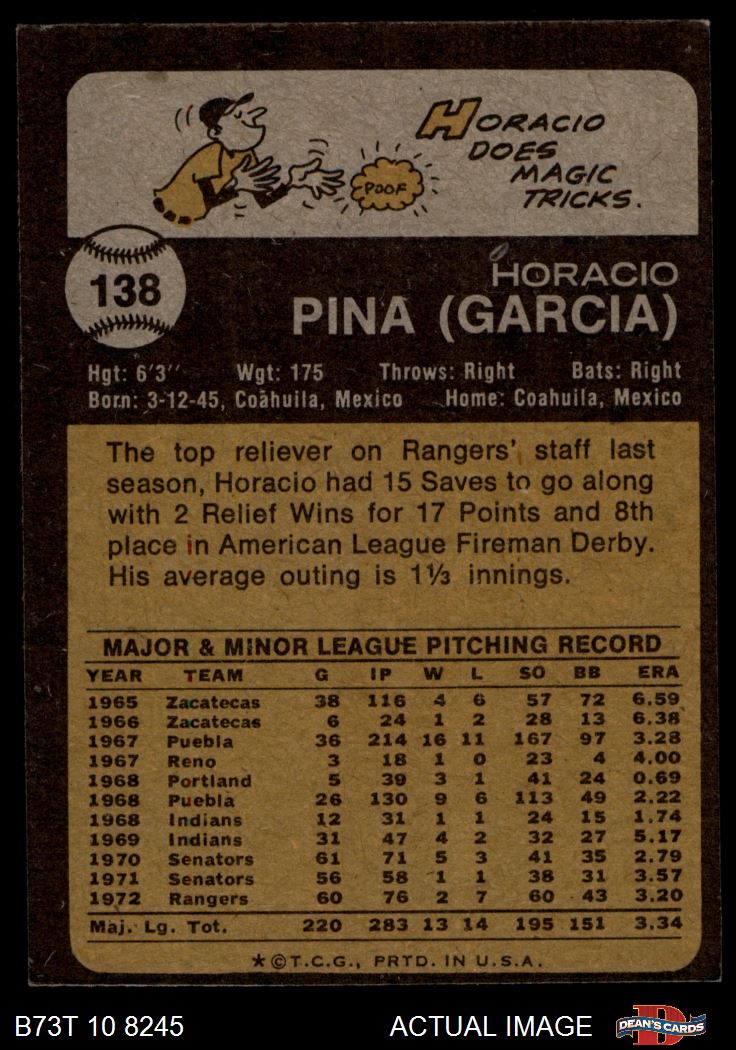 HORACIO
DOES
MAGIC
TRICKS.
POOF
138
HORACIO
PINA (GARCIA)
Hgt: 6'3" Wgt: 175 Throws: Right Bats: Right
Born: 3-12-45, Coahuila, Mexico Home: Coahuila, Mexico
The top reliever on Rangers' staff last
season, Horacio had 15 Saves to go along
with 2 Relief Wins for 17 Points and 8th
place in American League Fireman Derby.
His average outing is 1⅓ innings.
MAJOR & MINOR LEAGUE PITCHING RECORD
YEAR TEAM G IP W L SO BB ERA
1965 Zacatecas 38 116 4 6 57 72 6.59
1966 Zacatecas 6 24 1 2 28 13 6.38
1967 Puebla 36 214 16 11 167 97 3.28
1967 Reno 3 18 1 0 23 4 4.00
1968 Portland 5 39 3 1 41 24 0.69
1968 Puebla 26 130 9 6 113 49 2.22
1968 Indians 12 31 1 1 24 15 1.74
1969 Indians 31 47 4 2 32 27 5.17
1970 Senators 61 71 5 3 41 35 2.79
1971 Senators 56 58 1 1 38 31 3.57
1972 Rangers 60 76 2 7 60 43 3.20
Maj. Lg. Tot. 220 283 13 14 195 151 3.34
★©T.C.G., PRTD. IN U.S.A.
B73T 10 8245 ACTUAL IMAGE DEAN'S CARDS